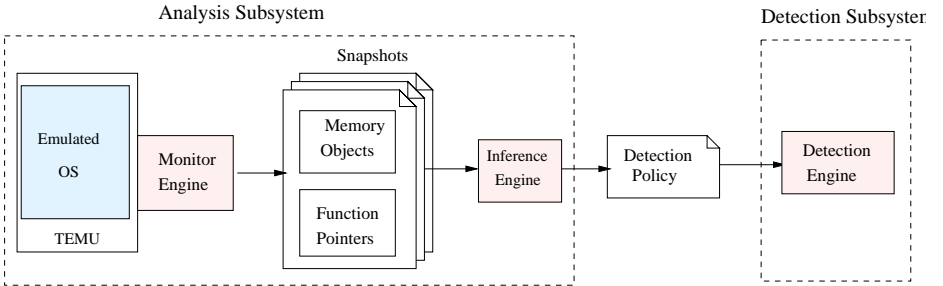 Analysis Subsystem
Detection Subsystem
Snapshots
Emulated
OS
TEMU
Monitor
Engine
Memory
Objects
Function
Pointers
Inference
Engine
Detection
Policy
Detection
Engine